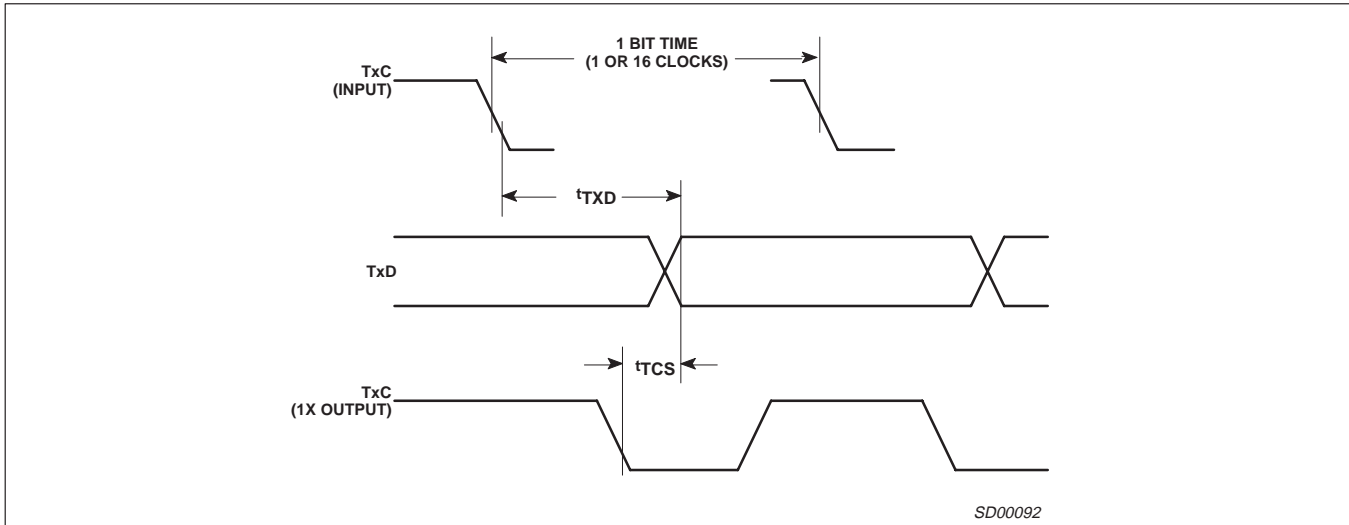 1 BIT TIME
(1 OR 16 CLOCKS)
TxC
(INPUT)
tTXD
TxD
tTCS
TxC
(1X OUTPUT)
SD00092